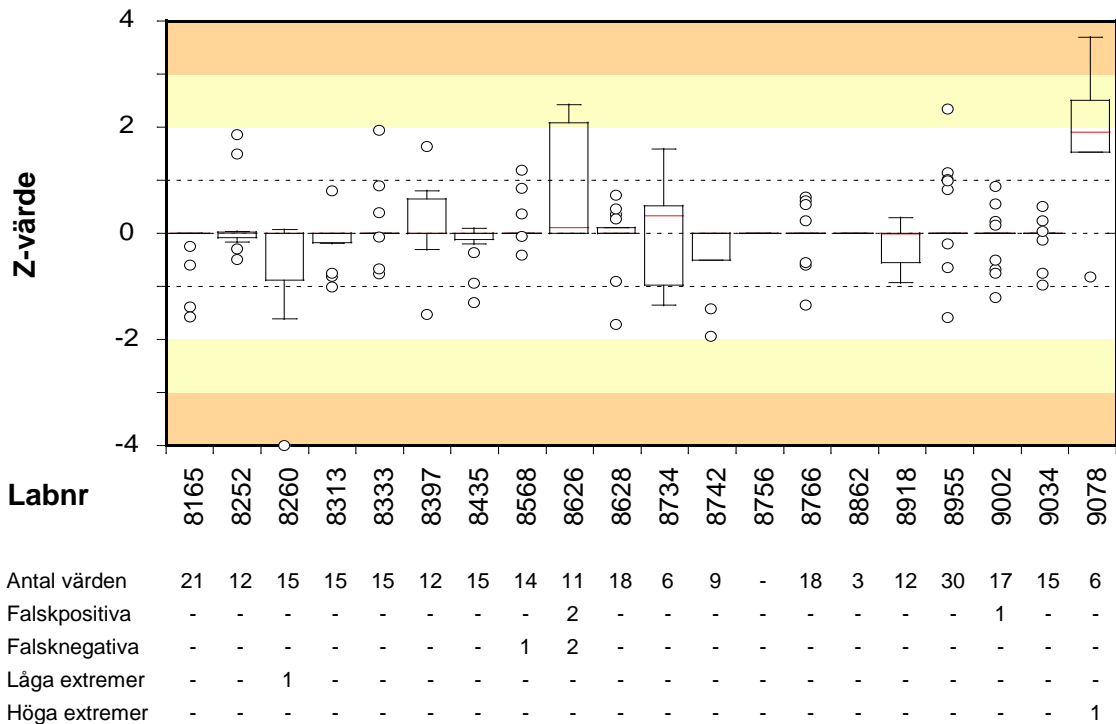 4
2
0
-2
-4
Z-värde
Labnr 8165 8252 8260 8313 8333 8397 8435 8568 8626 8628 8734 8742 8756 8766 8862 8918 8955 9002 9034 9078
Antal värden 21 12 15 15 15 12 15 14 11 18 6 9 - 18 3 12 30 17 15 6
Falskpositiva - - - - - - - - 2 - - - - - - - - 1 - -
Falsknegativa - - - - - - - 1 2 - - - - - - - - - - -
Låga extremer - - 1 - - - - - - - - - - - - - - - - -
Höga extremer - - - - - - - - - - - - - - - - - - - 1